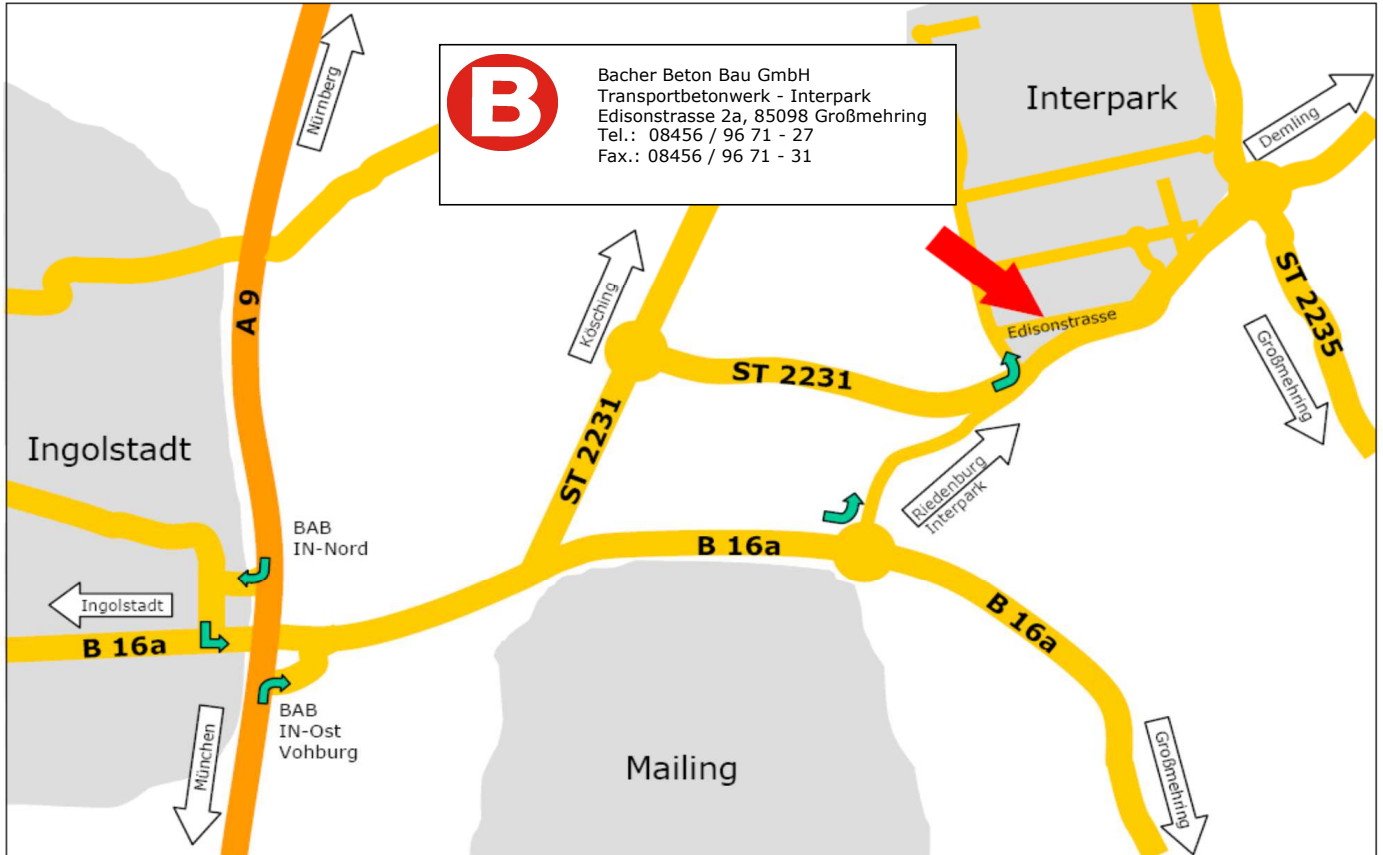 Nürnberg
B
Bacher Beton Bau GmbH
Transportbetonwerk - Interpark
Edisonstrasse 2a, 85098 Großmehring
Tel.: 08456 / 96 71 - 27
Fax.: 08456 / 96 71 - 31
Interpark
Demling
A 9
Kösching
Edisonstrasse
ST 2235
Großmehring
ST 2231
ST 2231
Ingolstadt
Riedenburg
Interpark
BAB
IN-Nord
B 16a
Ingolstadt
B 16a
B 16a
BAB
IN-Ost
Vohburg
München
Mailing
Großmehring